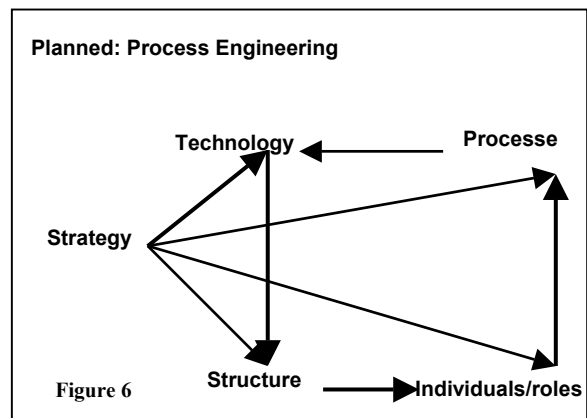 Planned: Process Engineering
Technology
Processe
Strategy
Structure
Individuals/roles
Figure 6